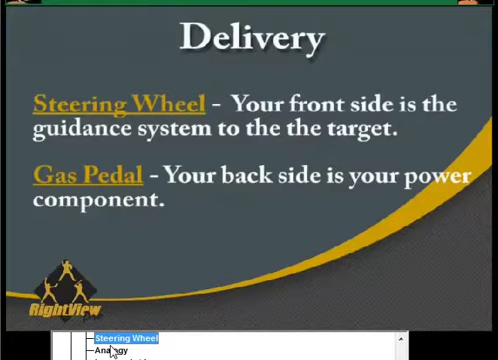 Delivery
Steering Wheel - Your front side is the
guidance system to the the target.
Gas Pedal - Your back side is your power
component.
RightView
Steering Wheel
Analogy